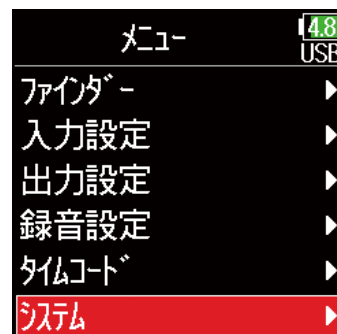 メニュー
4.8
USB
ファインダー
入力設定
出力設定
録音設定
タイムコード
システム